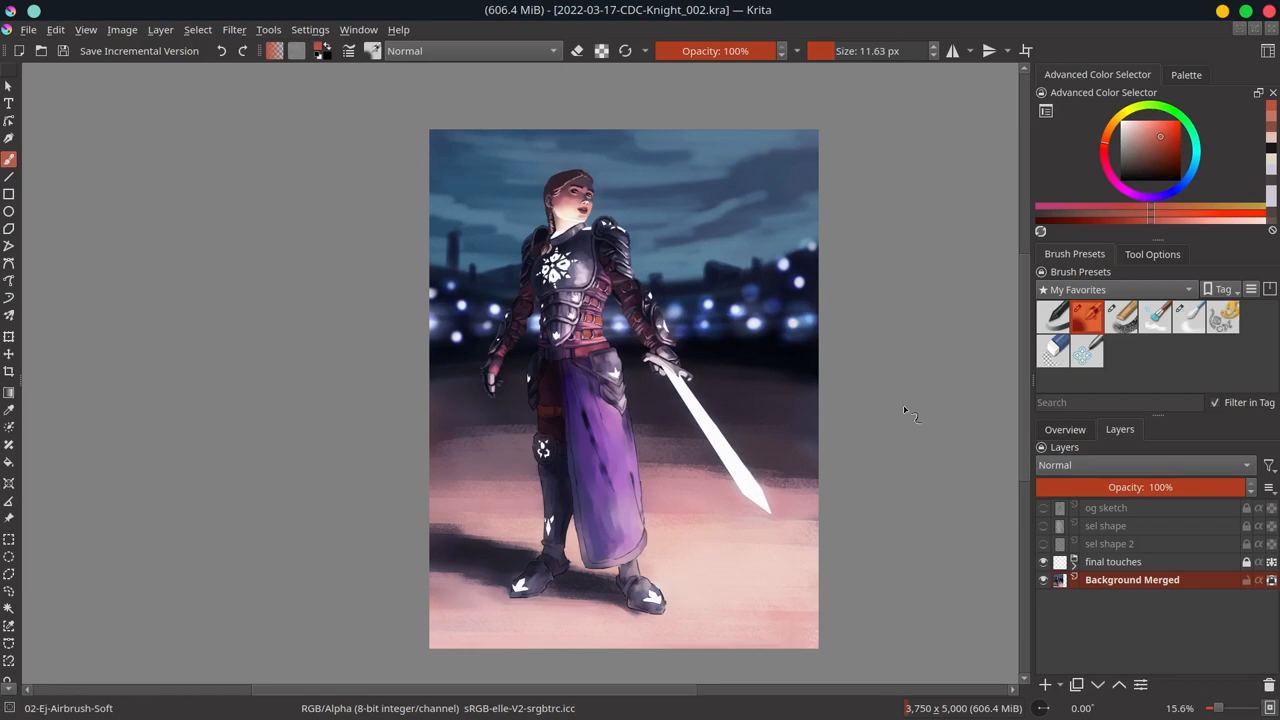 (606.4 MiB) - [2022-03-17-CDC-Knight_002.kra] — Krita
File Edit View Image Layer Select Filter Tools Settings Window Help
Save Incremental Version Normal Opacity: 100% Size: 11.63 px
Advanced Color Selector Palette
Advanced Color Selector
Brush Presets Tool Options
Brush Presets
★ My Favorites Tag
Search Filter in Tag
Overview Layers
Layers
Normal
Opacity: 100%
og sketch
sel shape
sel shape 2
final touches
Background Merged
02-Ej-Airbrush-Soft RGB/Alpha (8-bit integer/channel) sRGB-elle-V2-srgbtrc.icc 3,750 x 5,000 (606.4 MiB) 0.00° 15.6%